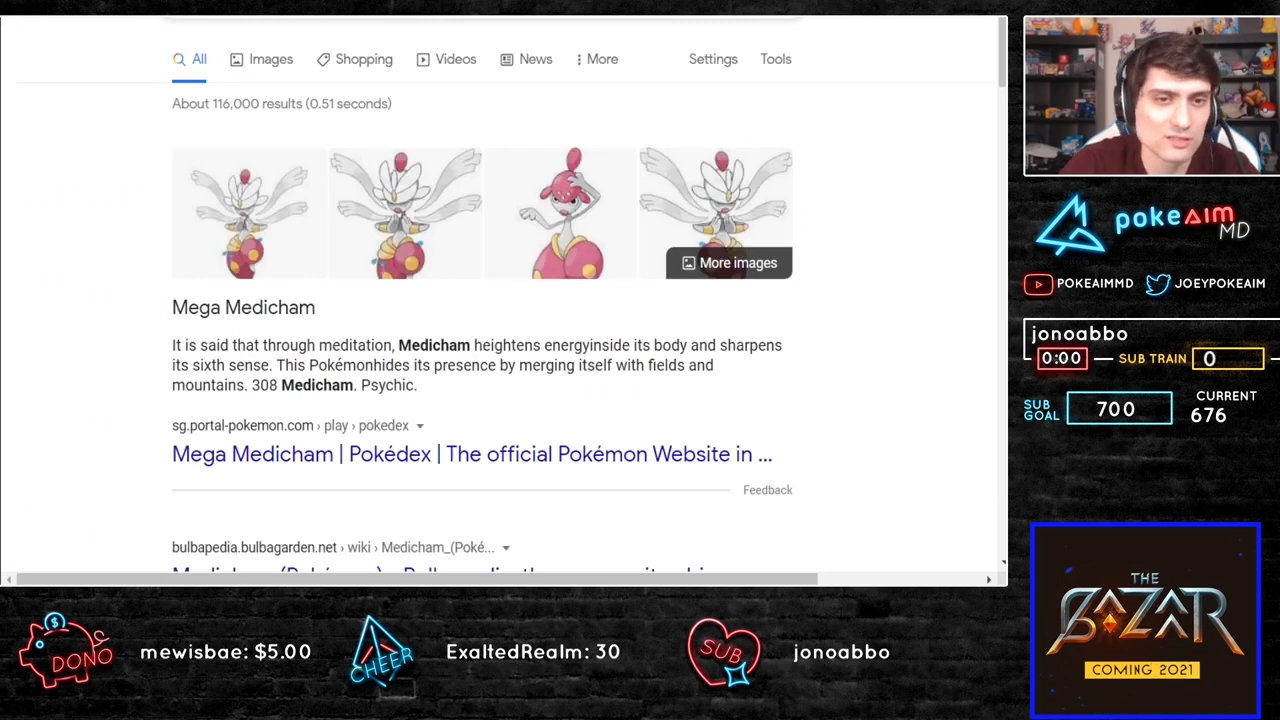 All Images Shopping Videos News More Settings Tools
About 116,000 results (0.51 seconds)
More images
Mega Medicham
It is said that through meditation, Medicham heightens energyinside its body and sharpens
its sixth sense. This Pokémonhides its presence by merging itself with fields and
mountains. 308 Medicham. Psychic.
sg.portal-pokemon.com › play › pokedex
Mega Medicham | Pokédex | The official Pokémon Website in ...
Feedback
bulbapedia.bulbagarden.net › wiki › Medicham_(Poké...
pokeAIM
MD
POKEAIMMD JOEYPOKEAIM
jonoabbo
0:00 SUB TRAIN 0
SUB GOAL 700 CURRENT 676
THE
BAZAAR
COMING 2021
DONO mewisbae: $5.00 CHEER ExaltedRealm: 30 SUB jonoabbo